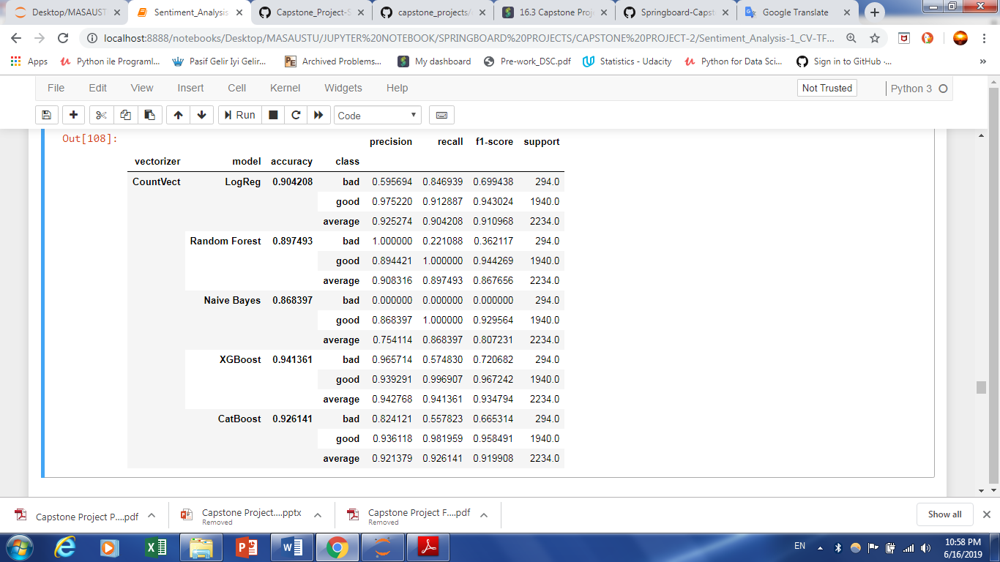 Desktop/MASAUST
Sentiment_Analysis
Capstone_Project-S
capstone_projects/
16.3 Capstone Proj
Springboard-Capst
Google Translate
localhost:8888/notebooks/Desktop/MASAUSTU/JUPYTER%20NOTEBOOK/SPRINGBOARD%20PROJECTS/CAPSTONE%20PROJECT-2/Sentiment_Analysis-1_CV-TF...
Apps Python ile Programl... Pasif Gelir Iyi Gelir... PE Archived Problems... My dashboard Pre-work_DSC.pdf Statistics - Udacity Python for Data Sci... Sign in to GitHub ·... »
File Edit View Insert Cell Kernel Widgets Help Not Trusted Python 3
Run Code
Out[108]:
precision recall f1-score support
vectorizer model accuracy class
CountVect LogReg 0.904208 bad 0.595694 0.846939 0.699438 294.0
good 0.975220 0.912887 0.943024 1940.0
average 0.925274 0.904208 0.910968 2234.0
Random Forest 0.897493 bad 1.000000 0.221088 0.362117 294.0
good 0.894421 1.000000 0.944269 1940.0
average 0.908316 0.897493 0.867656 2234.0
Naive Bayes 0.868397 bad 0.000000 0.000000 0.000000 294.0
good 0.868397 1.000000 0.929564 1940.0
average 0.754114 0.868397 0.807231 2234.0
XGBoost 0.941361 bad 0.965714 0.574830 0.720682 294.0
good 0.939291 0.996907 0.967242 1940.0
average 0.942768 0.941361 0.934794 2234.0
CatBoost 0.926141 bad 0.824121 0.557823 0.665314 294.0
good 0.936118 0.981959 0.958491 1940.0
average 0.921379 0.926141 0.919908 2234.0
Capstone Project P....pdf
Capstone Project....pptx
Removed
Capstone Project F....pdf
Removed
Show all
EN
10:58 PM
6/16/2019